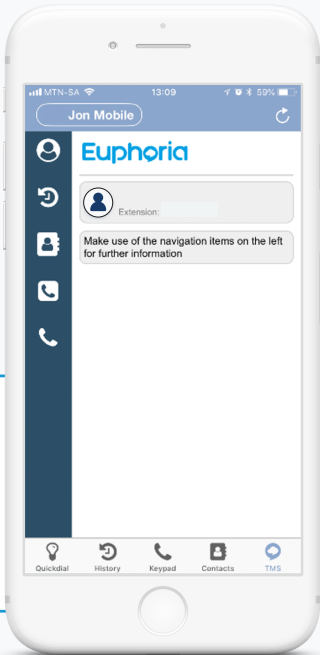 MTN-SA 13:09 59%
Jon Mobile
Euphoria
Extension:
Make use of the navigation items on the left
for further information
Quickdial History Keypad Contacts TMS